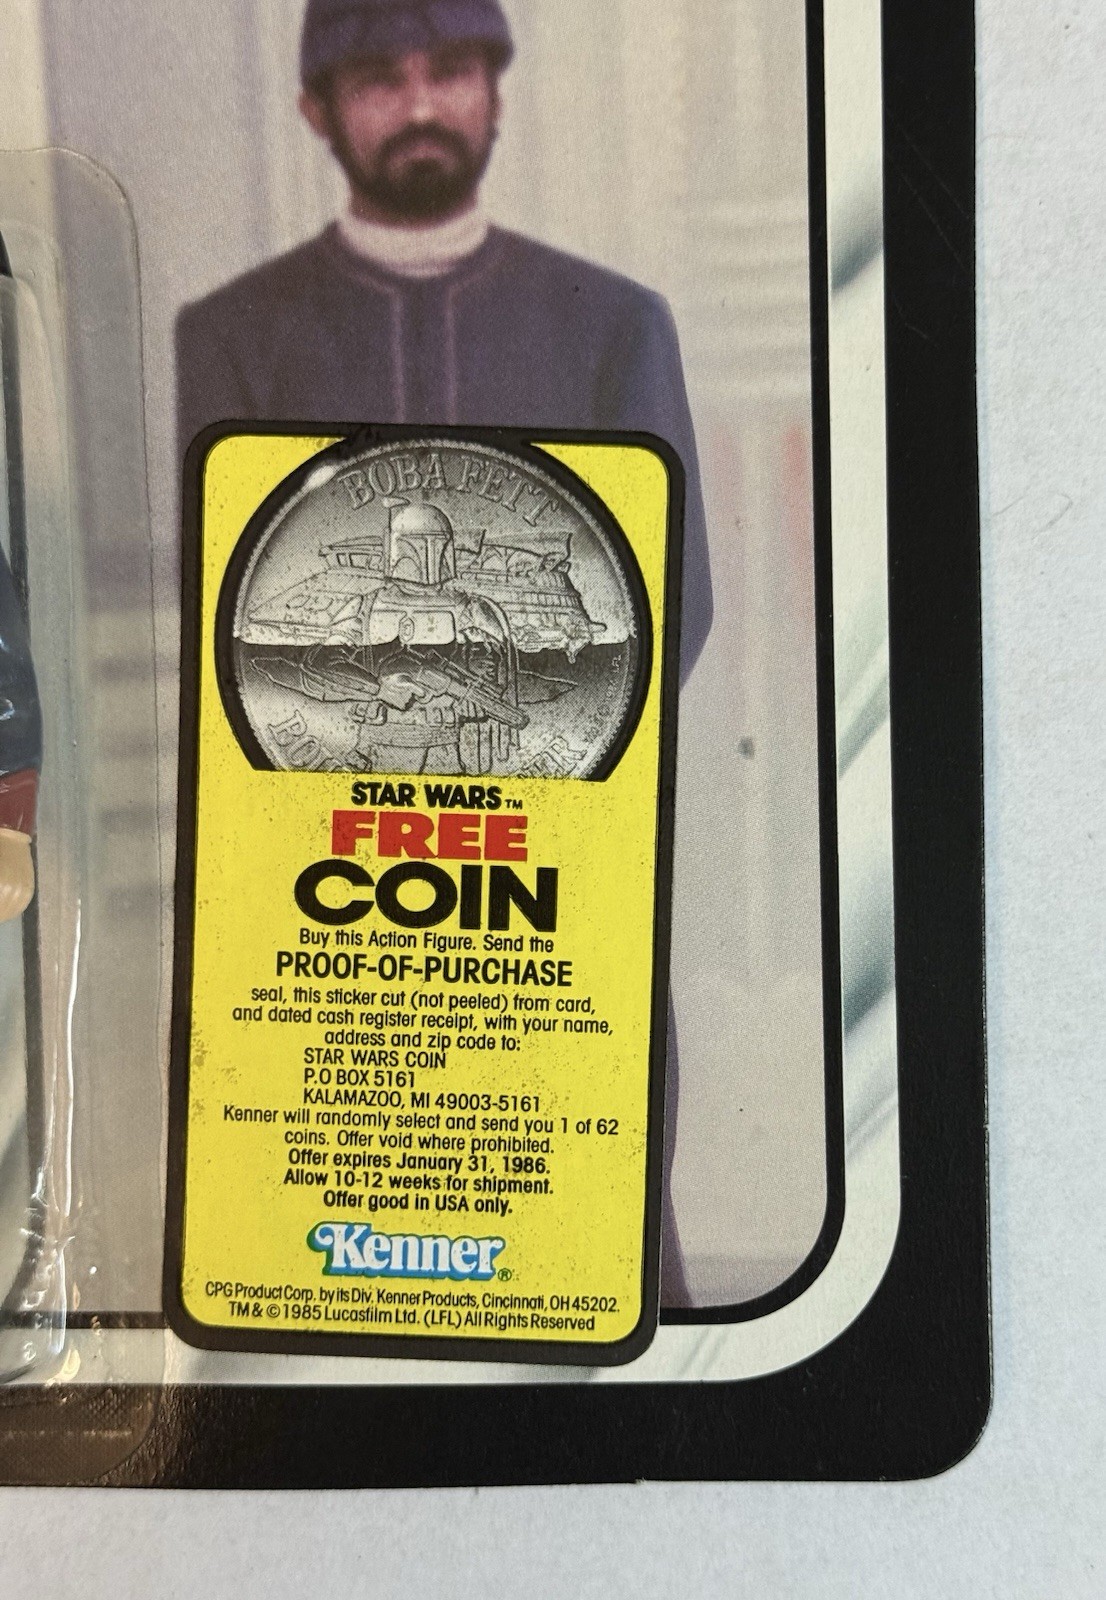 BOBA FETT
STAR WARS™
FREE
COIN
Buy this Action Figure. Send the
PROOF-OF-PURCHASE
seal, this sticker cut (not peeled) from card,
and dated cash register receipt, with your name,
address and zip code to:
STAR WARS COIN
P.O BOX 5161
KALAMAZOO, MI 49003-5161
Kenner will randomly select and send you 1 of 62
coins. Offer void where prohibited.
Offer expires January 31, 1986.
Allow 10-12 weeks for shipment.
Offer good in USA only.
Kenner®
CPG Product Corp. by its Div. Kenner Products, Cincinnati, OH 45202.
TM & © 1985 Lucasfilm Ltd. (LFL) All Rights Reserved